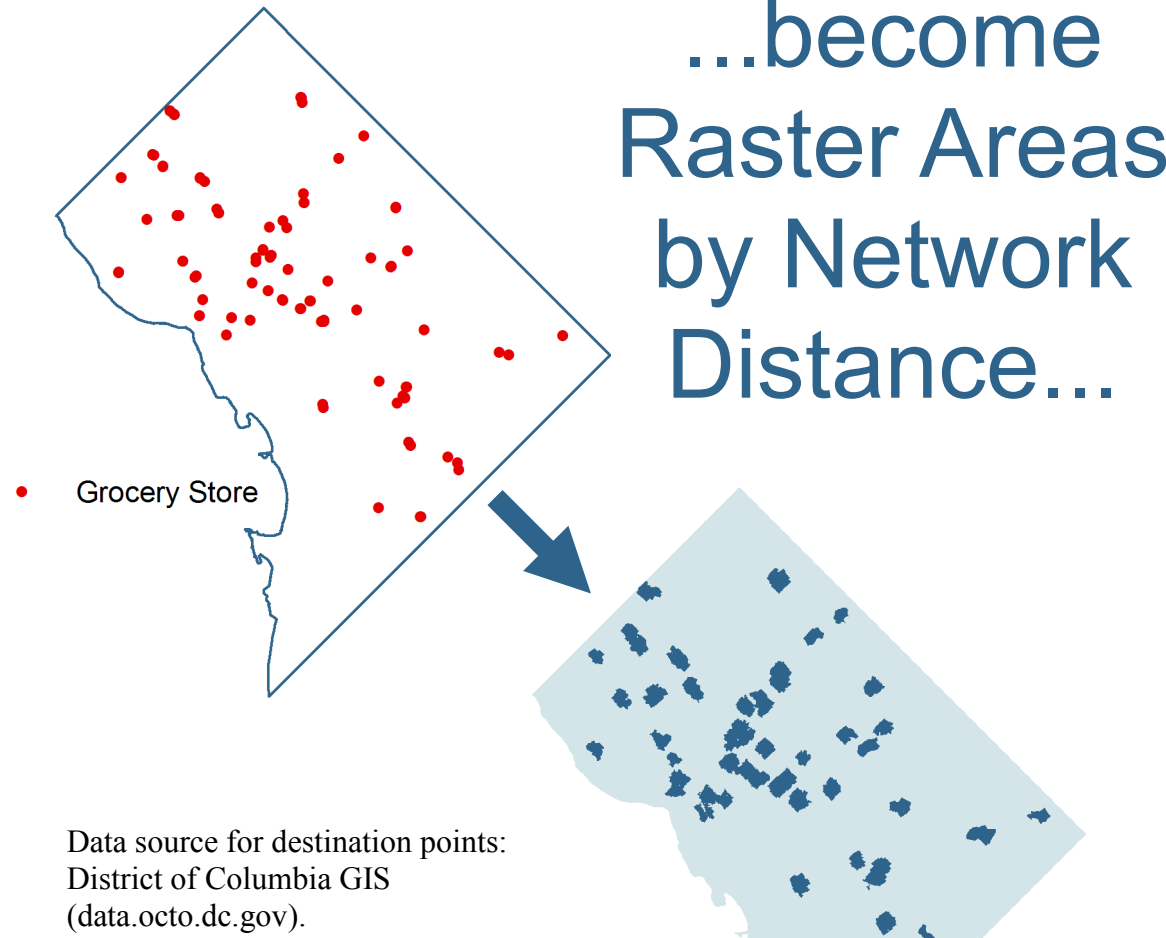 ...become
Raster Areas
by Network
Distance...
Grocery Store
Data source for destination points:
District of Columbia GIS
(data.octo.dc.gov).